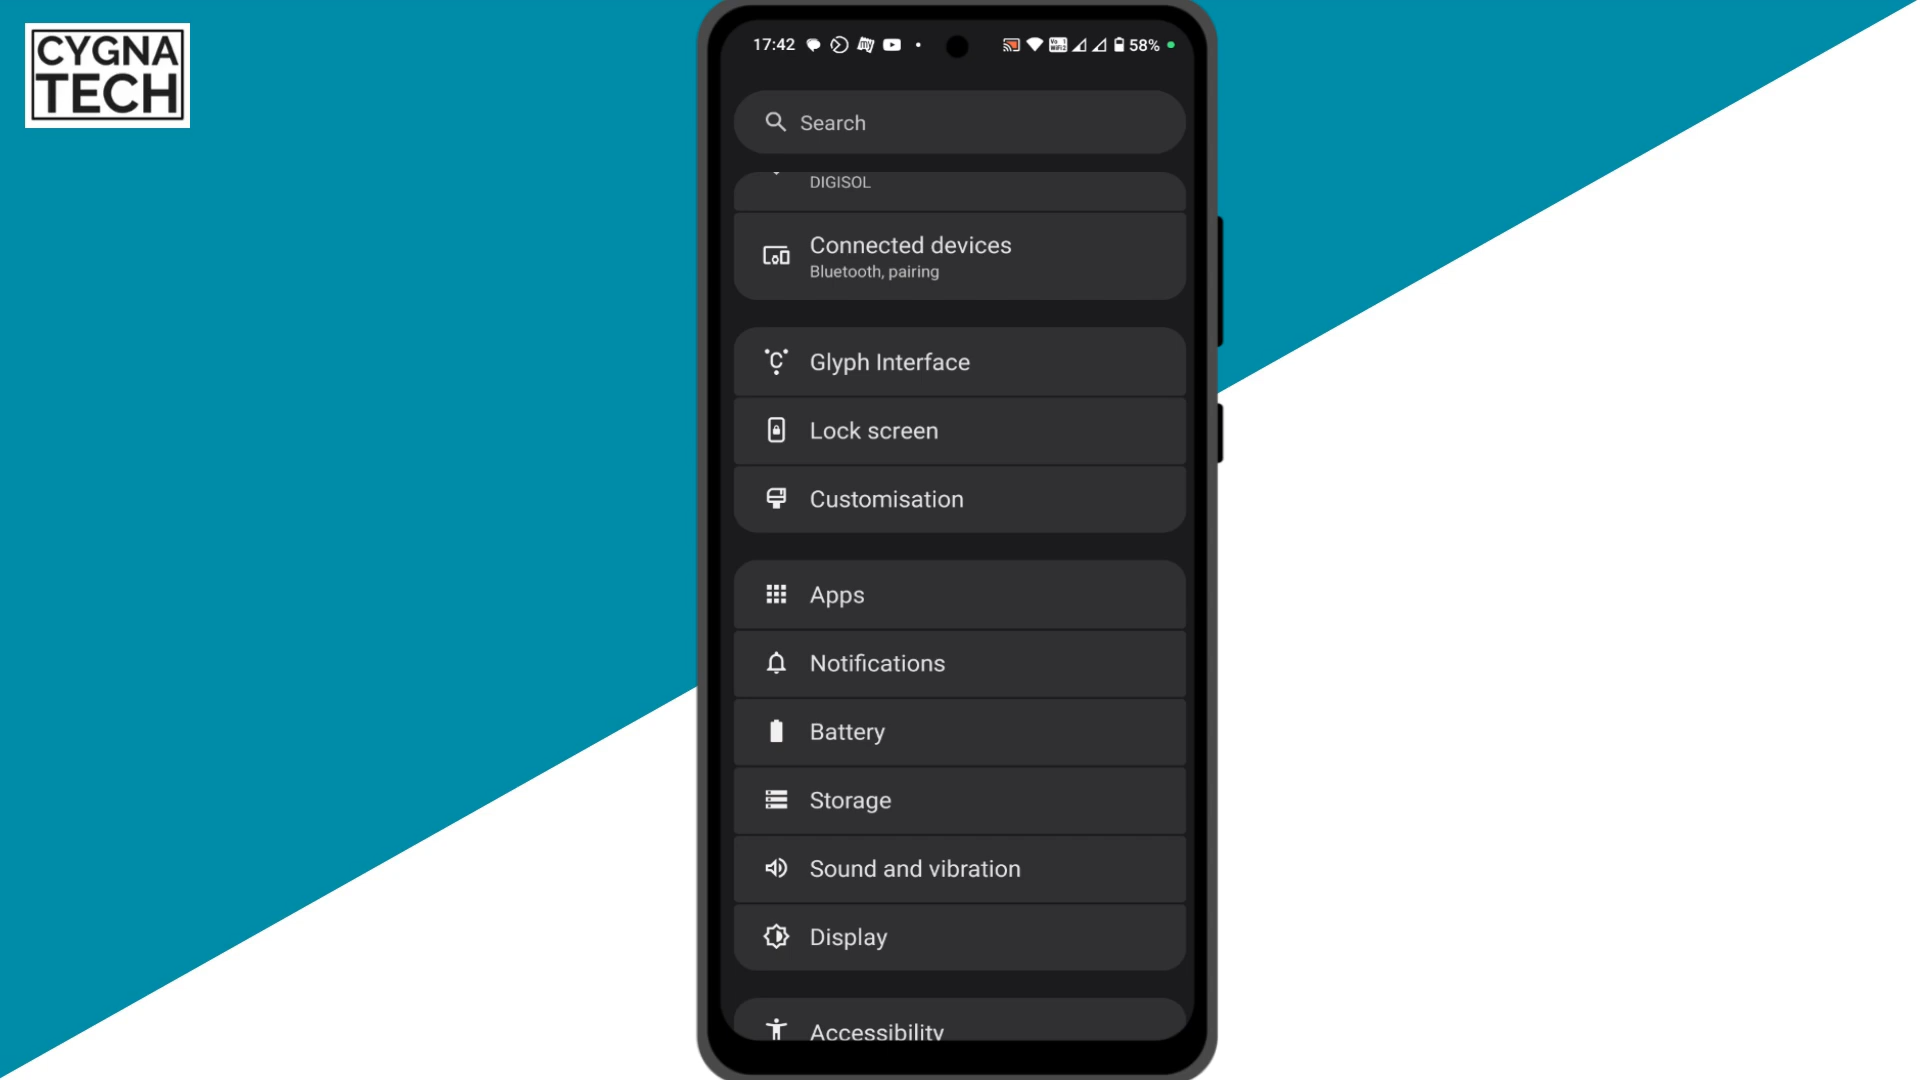 CYGNA
TECH
17:42
58%
Search
DIGISOL
Connected devices
Bluetooth, pairing
Glyph Interface
Lock screen
Customisation
Apps
Notifications
Battery
Storage
Sound and vibration
Display
Accessibility